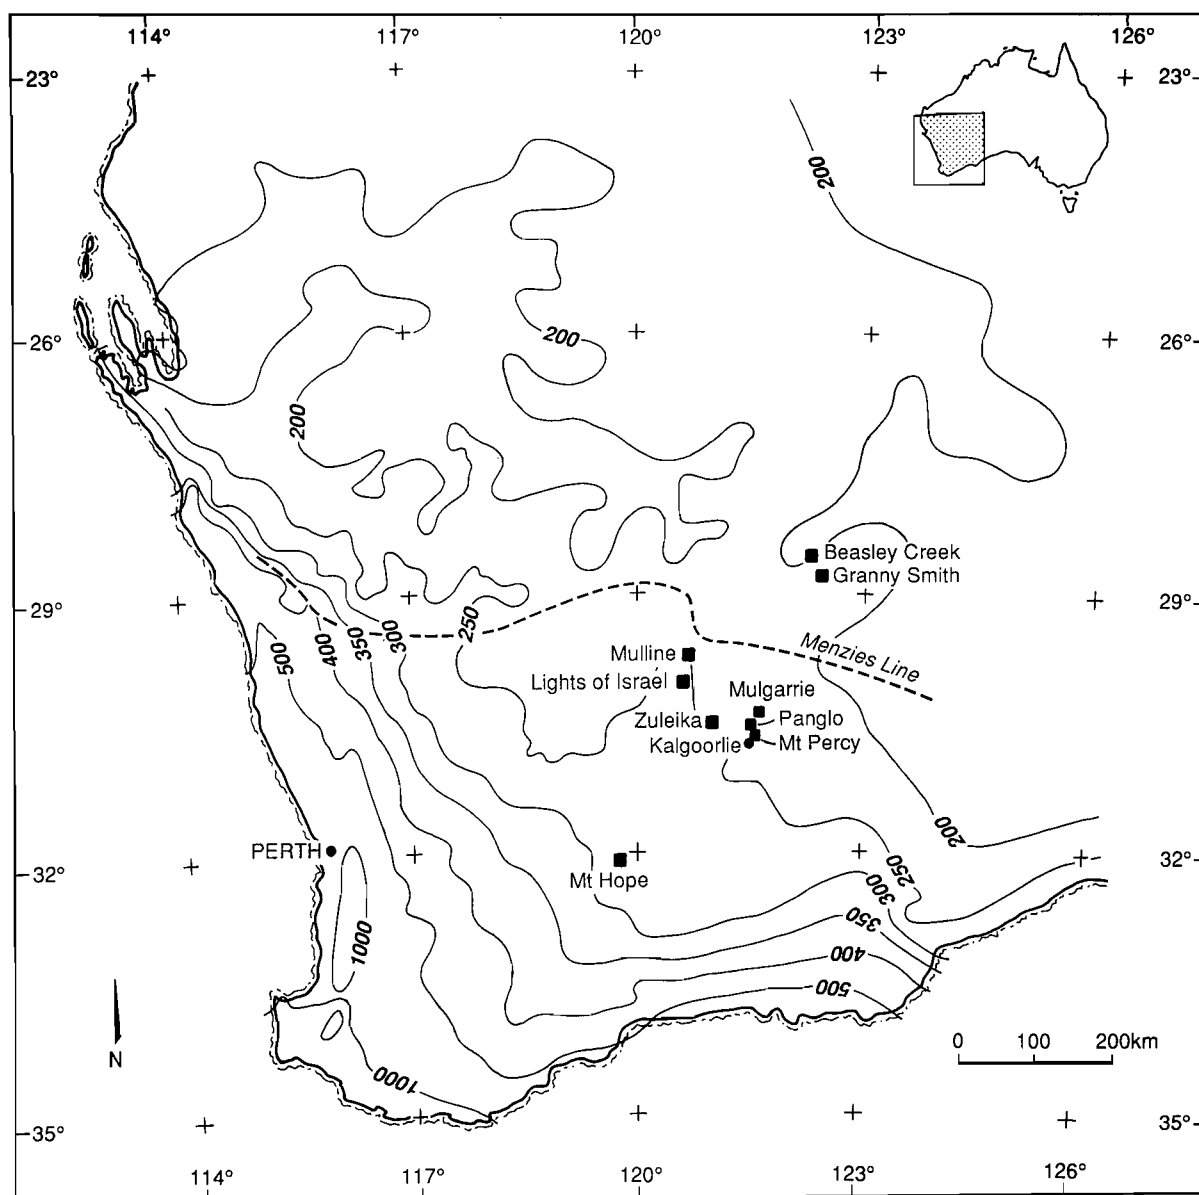 114°
117°
120°
123°
126°
23°
23°
200
200
26°
26°
200
Beasley Creek
Granny Smith
29°
29°
250
300
350
400
500
Menzies Line
Mulline
Lights of Israel
Mulgarrie
Zuleika
Panglo
Kalgoorlie
Mt Percy
200
PERTH
250
32°
32°
Mt Hope
300
350
1000
400
500
N
0 100 200km
1000
35°
35°
114°
117°
120°
123°
126°